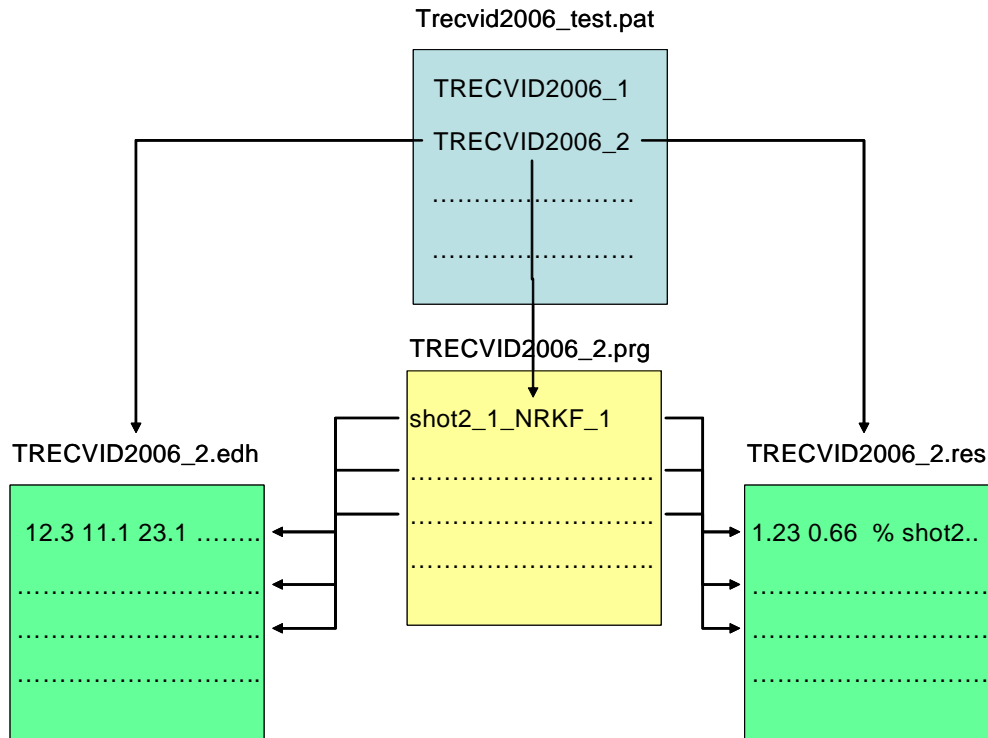 Trecvid2006_test.pat
TRECVID2006_1
TRECVID2006_2
……………………
……………………
TRECVID2006_2.prg
shot2_1_NRKF_1
………………………..
………………………..
………………………..
TRECVID2006_2.edh
12.3 11.1 23.1 ……..
………………………..
………………………..
………………………..
TRECVID2006_2.res
1.23 0.66 % shot2..
………………………..
………………………..
………………………..